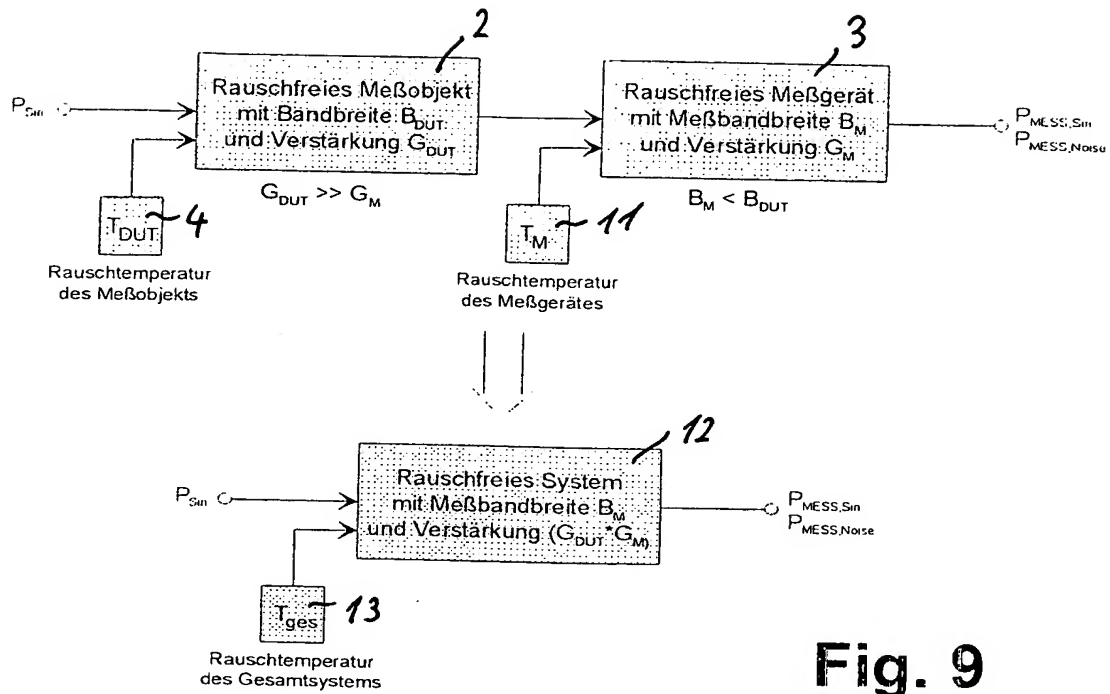 2
3
P_Sin
Rauschfreies Meßobjekt
mit Bandbreite B_DUT
und Verstärkung G_DUT
Rauschfreies Meßgerät
mit Meßbandbreite B_M
und Verstärkung G_M
P_MESS,Sin
P_MESS,Noise
G_DUT >> G_M
B_M < B_DUT
T_DUT
4
T_M
11
Rauschtemperatur
des Meßobjekts
Rauschtemperatur
des Meßgerätes
12
P_Sin
Rauschfreies System
mit Meßbandbreite B_M
und Verstärkung (G_DUT*G_M)
P_MESS,Sin
P_MESS,Noise
T_ges
13
Rauschtemperatur
des Gesamtsystems
Fig. 9